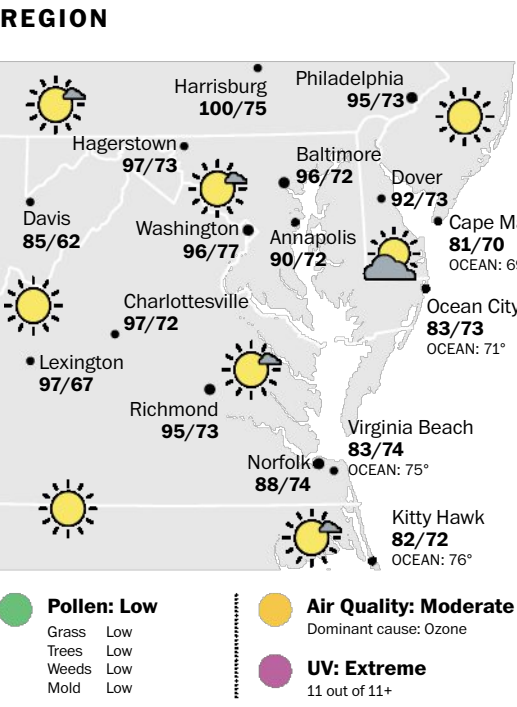 REGION
Harrisburg
100/75
Philadelphia
95/73
Hagerstown
97/73
Baltimore
96/72
Dover
92/73
Davis
85/62
Washington
96/77
Annapolis
90/72
Cape
81/70
OCEAN:
Charlottesville
97/72
Ocean City
83/73
OCEAN: 71°
Lexington
97/67
Richmond
95/73
Virginia Beach
83/74
OCEAN: 75°
Norfolk
88/74
Kitty Hawk
82/72
OCEAN: 76°
Pollen: Low
Grass Low
Trees Low
Weeds Low
Mold Low
Air Quality: Moderate
Dominant cause: Ozone
UV: Extreme
11 out of 11+